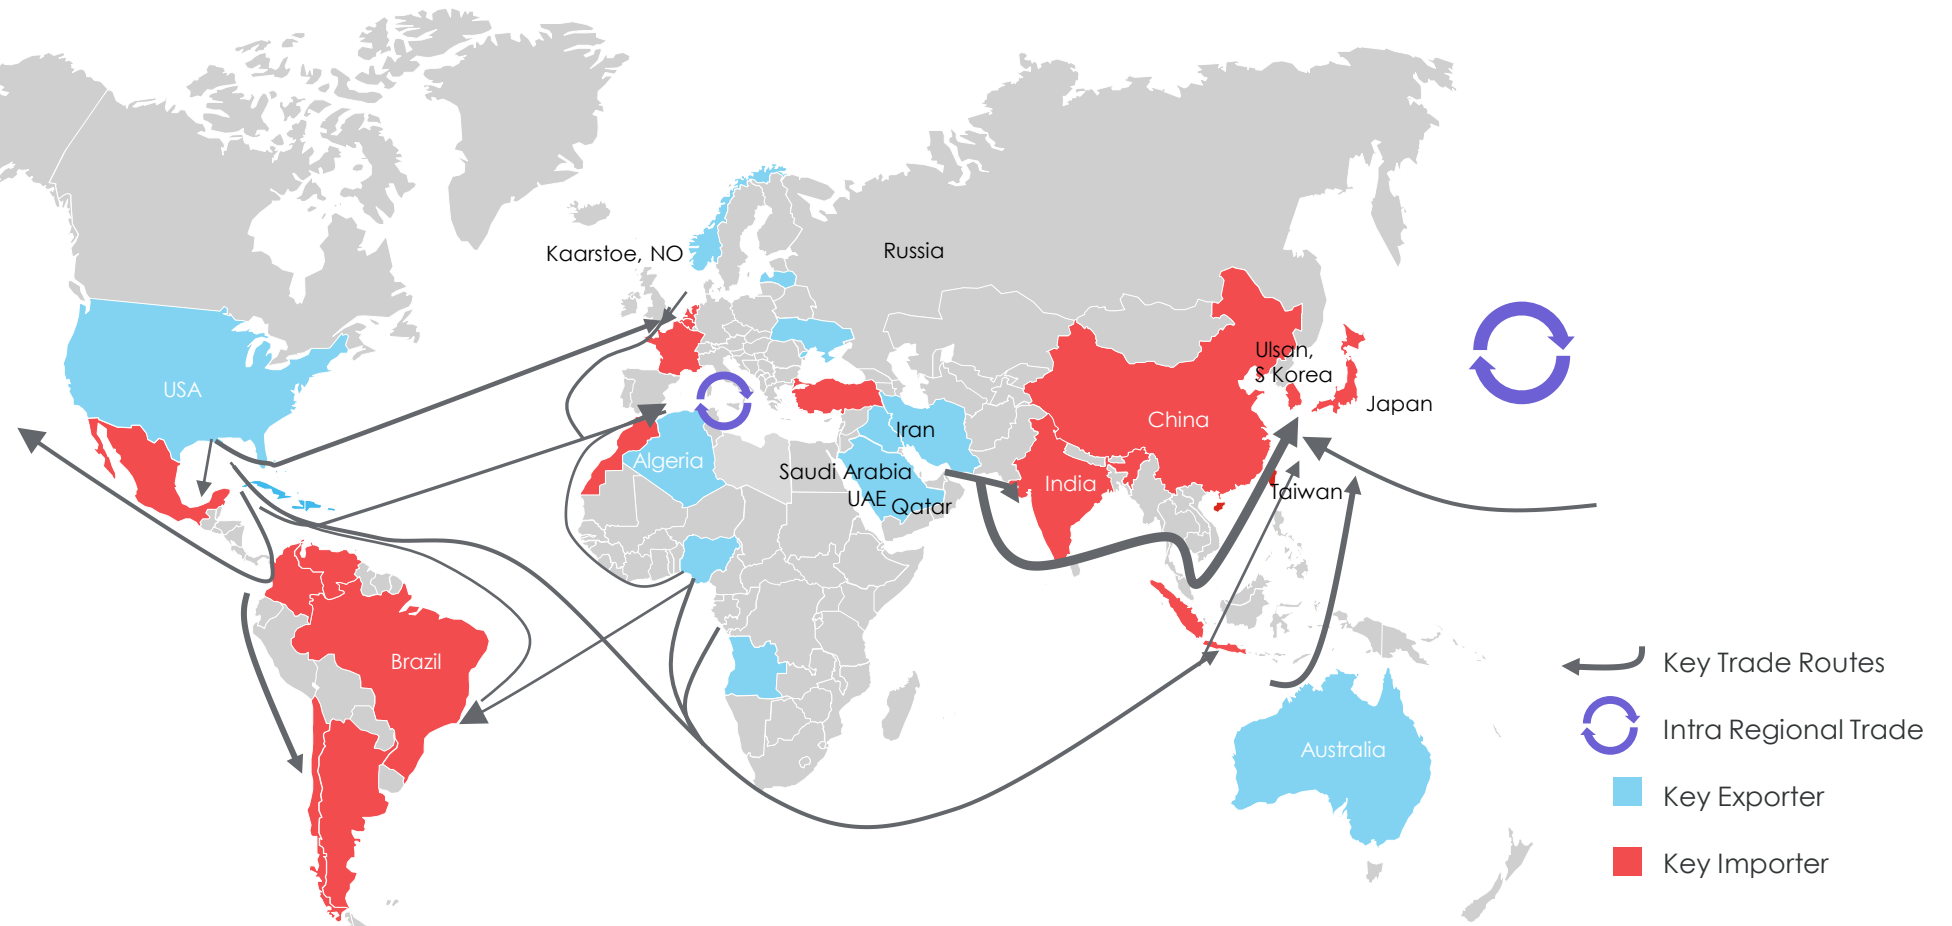 Kaarstoe, NO
Russia
Ulsan,
S Korea
USA
Japan
China
Iran
Algeria
Saudi Arabia
India
UAE
Qatar
Taiwan
Brazil
Australia
Key Trade Routes
Intra Regional Trade
Key Exporter
Key Importer